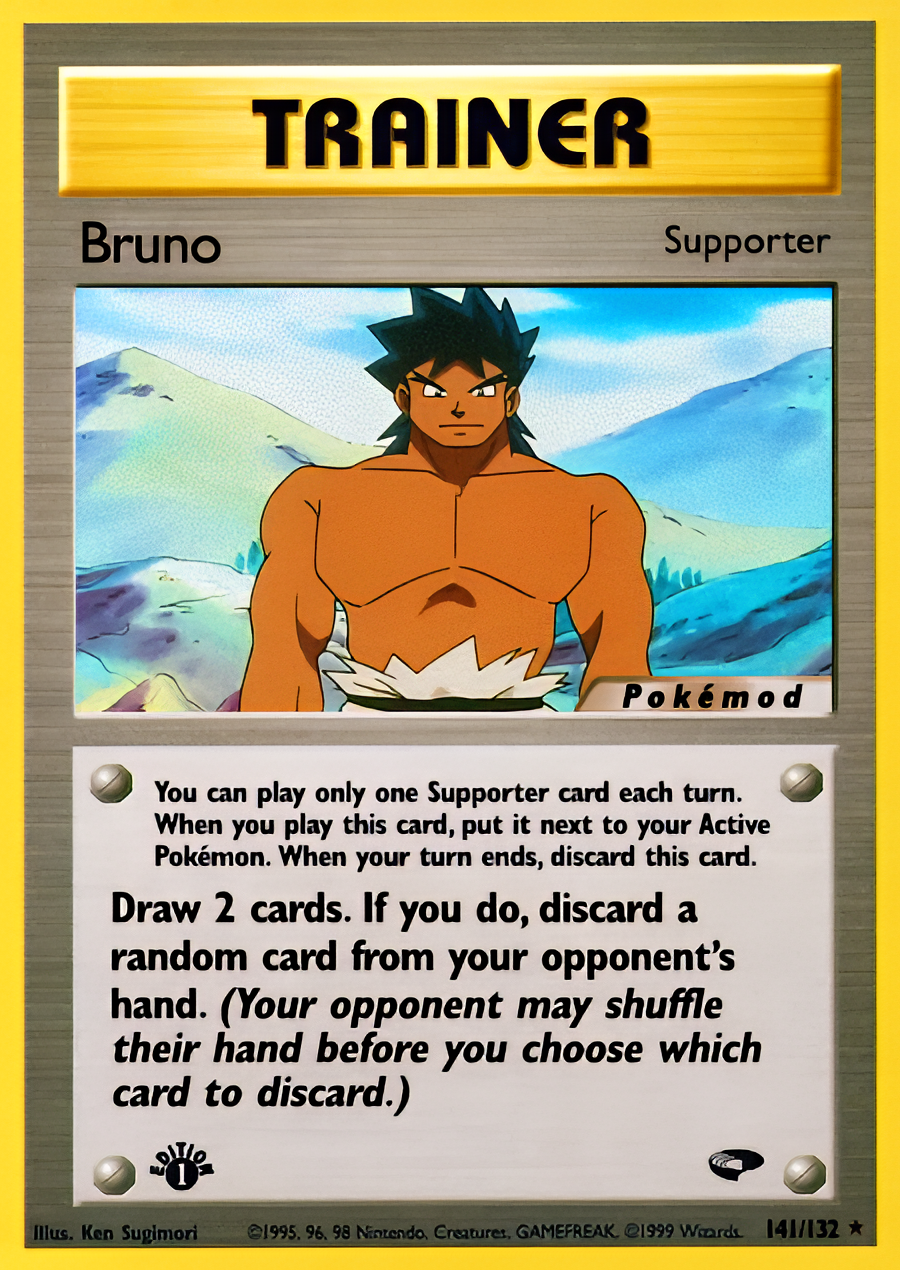 TRAINER
Bruno
Supporter
Pokémod
You can play only one Supporter card each turn.
When you play this card, put it next to your Active
Pokémon. When your turn ends, discard this card.
Draw 2 cards. If you do, discard a
random card from your opponent's
hand. (Your opponent may shuffle
their hand before you choose which
card to discard.)
EDITION
1
Illus. Ken Sugimori
©1995, 96, 98 Nintendo, Creatures, GAMEFREAK. ©1999 Wizards.
141/132 ★